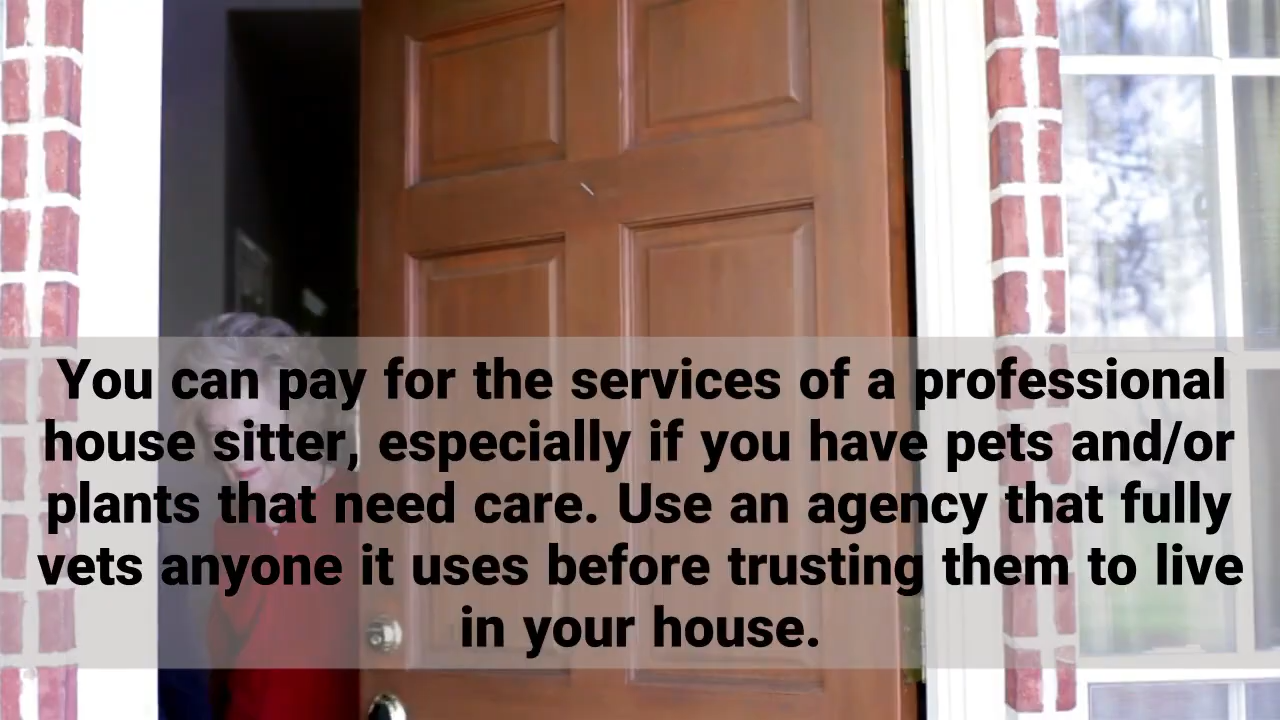 You can pay for the services of a professional
house sitter, especially if you have pets and/or
plants that need care. Use an agency that fully
vets anyone it uses before trusting them to live
in your house.